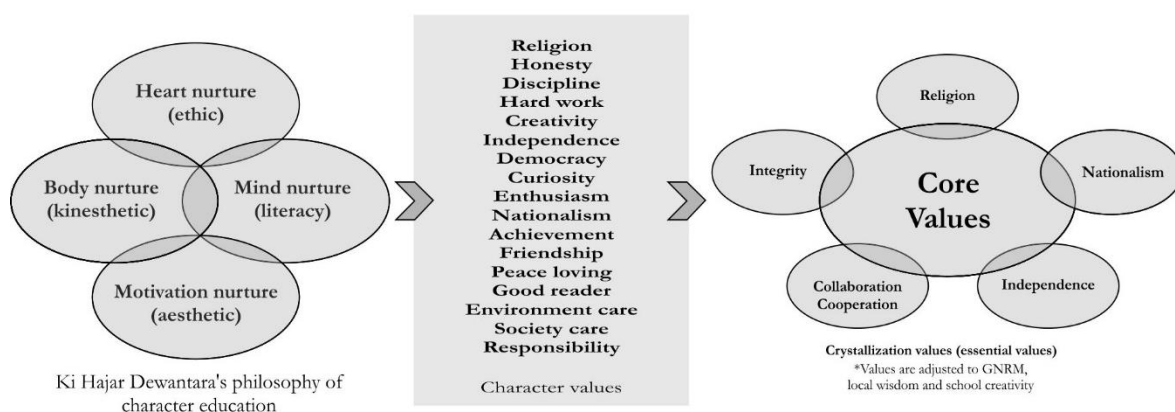 Heart nurture
(ethic)
Body nurture
(kinesthetic)
Mind nurture
(literacy)
Motivation nurture
(aesthetic)
Ki Hajar Dewantara's philosophy of
character education
Religion
Honesty
Discipline
Hard work
Creativity
Independence
Democracy
Curiosity
Enthusiasm
Nationalism
Achievement
Friendship
Peace loving
Good reader
Environment care
Society care
Responsibility
Character values
Religion
Integrity
Nationalism
Core
Values
Collaboration
Cooperation
Independence
Crystallization values (essential values)
*Values are adjusted to GNRM,
local wisdom and school creativity